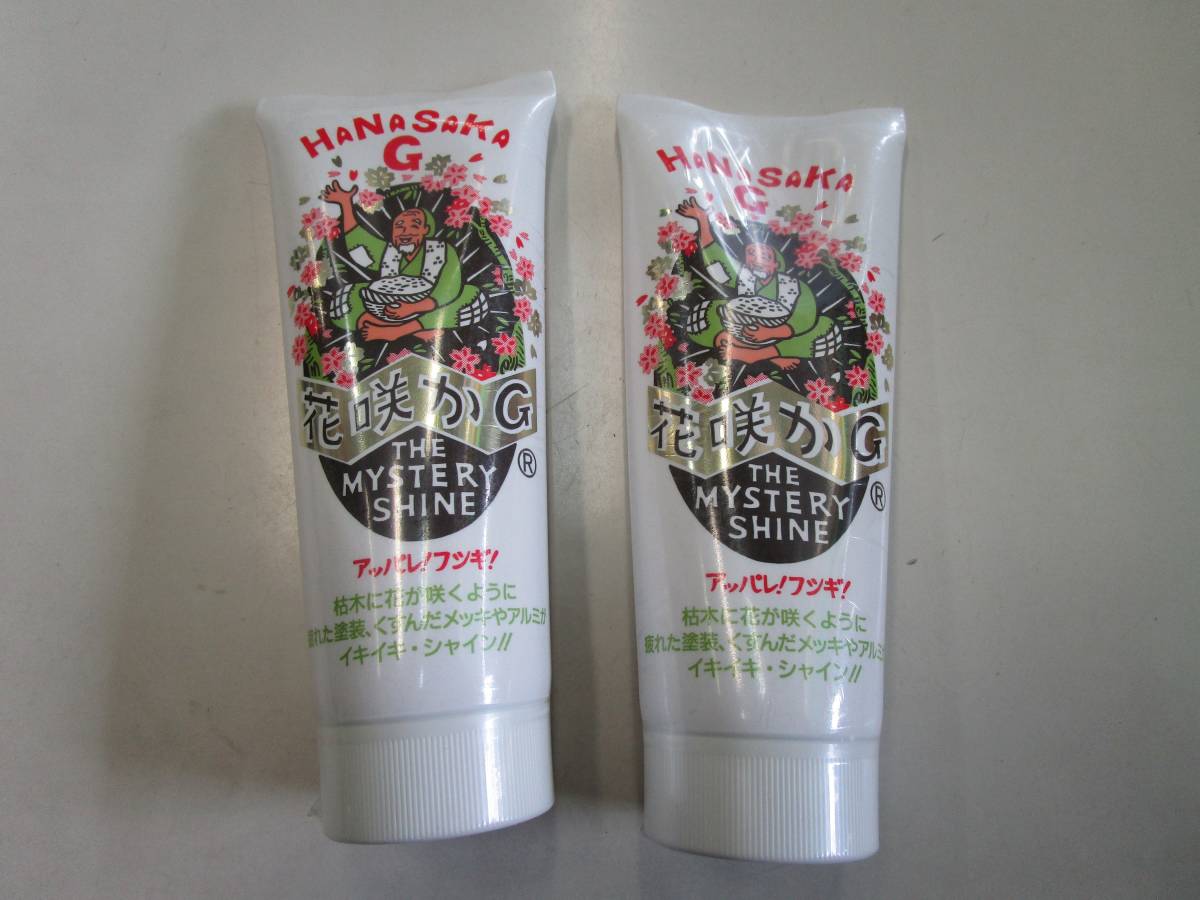 HANASAKA
G
花咲かG
THE
MYSTERY
SHINE
®
アッパレ!フツギ!
枯木に花が咲くように
疲れた塗装、くすんだメッキやアルミが
イキイキ・シャイン!!
HANASAKA
G
花咲かG
THE
MYSTERY
SHINE
®
アッパレ!フツギ!
枯木に花が咲くように
疲れた塗装、くすんだメッキやアルミ
イキイキ・シャイン!!